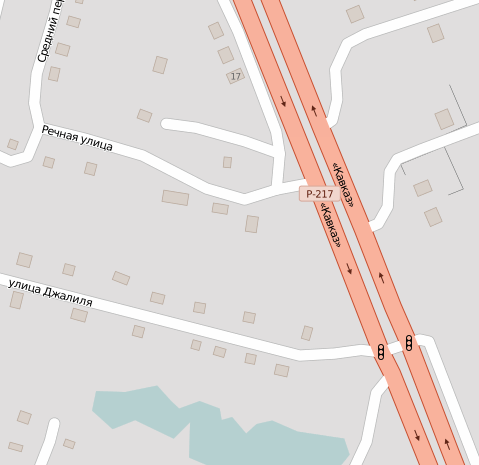 Средний пер
17
Речная улица
«Кавказ»
Р-217
«Кавказ»
улица Джалиля